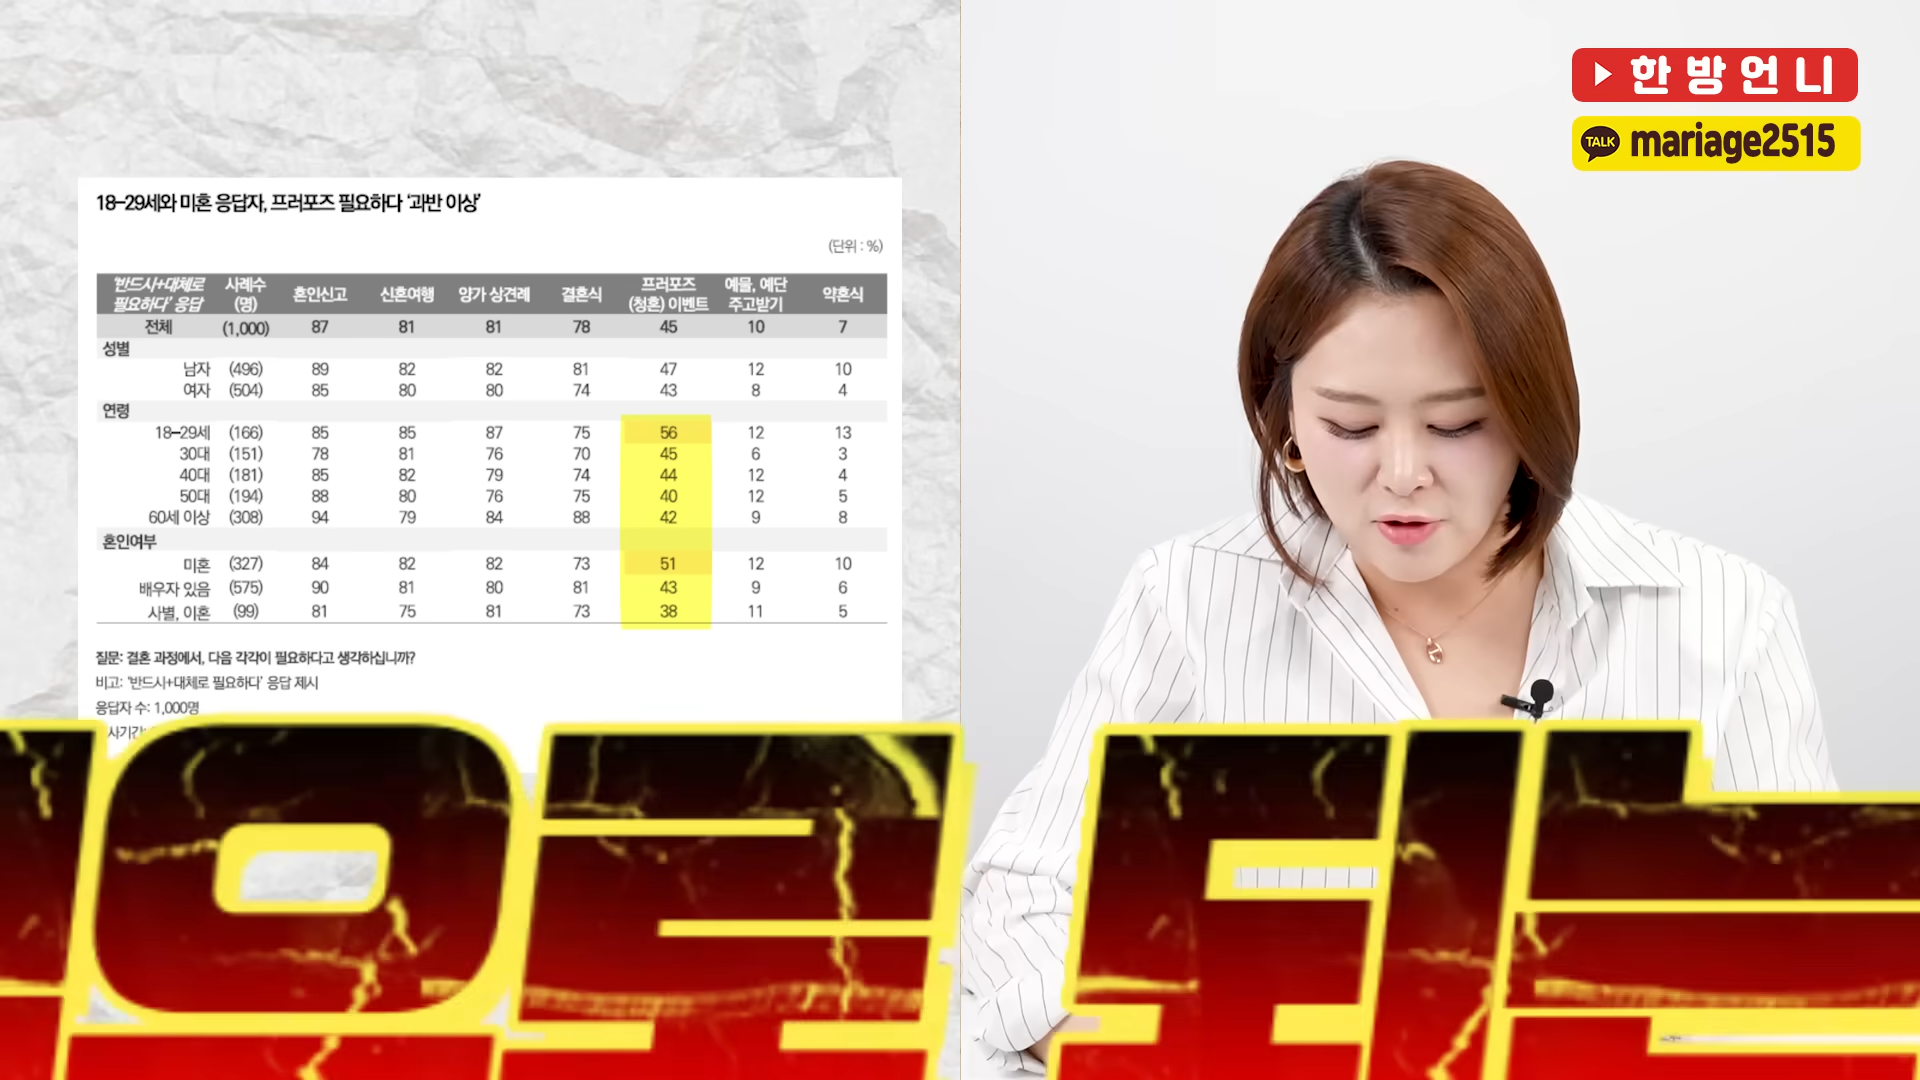 한방언니
TALK mariage2515
18–29세와 미혼 응답자, 프러포즈 필요하다 '과반 이상'
(단위 : %)
'반드시+대체로 필요하다' 응답 사례수 (명) 혼인신고 신혼여행 양가 상견례 결혼식 프러포즈 (청혼) 이벤트 예물, 예단 주고받기 약혼식
전체 (1,000) 87 81 81 78 45 10 7
성별
남자 (496) 89 82 82 81 47 12 10
여자 (504) 85 80 80 74 43 8 4
연령
18–29세 (166) 85 85 87 75 56 12 13
30대 (151) 78 81 76 70 45 6 3
40대 (181) 85 82 79 74 44 12 4
50대 (194) 88 80 76 75 40 12 5
60세 이상 (308) 94 79 84 88 42 9 8
혼인여부
미혼 (327) 84 82 82 73 51 12 10
배우자 있음 (575) 90 81 80 81 43 9 6
사별, 이혼 (99) 81 75 81 73 38 11 5
질문: 결혼 과정에서, 다음 각각이 필요하다고 생각하십니까?
비고: '반드시+대체로 필요하다' 응답 제시
응답자 수: 1,000명